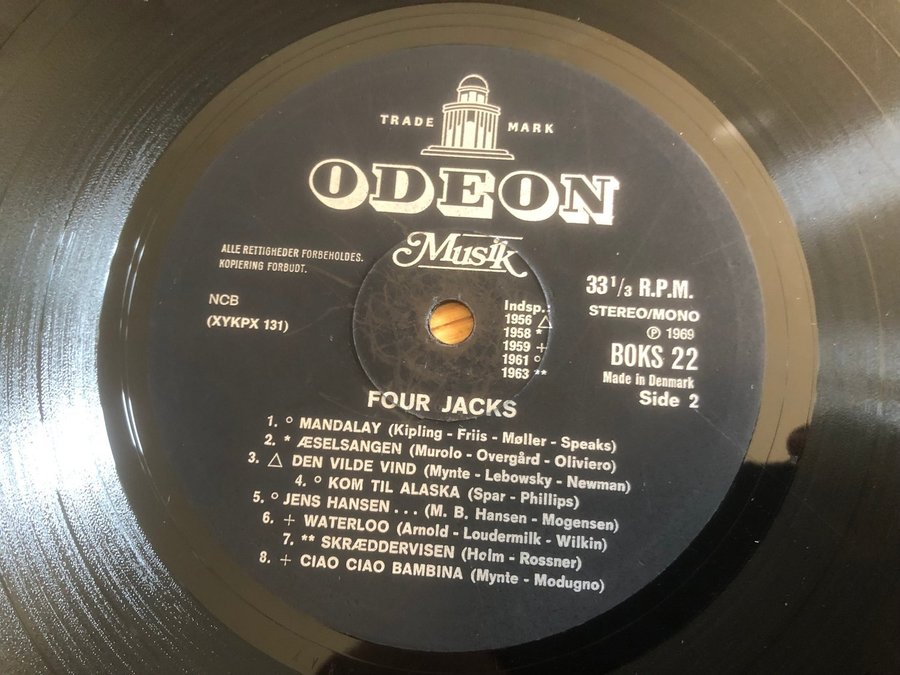 TRADE MARK
ODEON
Musik
ALLE RETTIGHEDER FORBEHOLDES.
KOPIERING FORBUDT.
NCB
(XYKPX 131)
Indsp.:
1956 △
1958 *
1959 +
1961 °
1963 **
33 1/3 R.P.M.
STEREO/MONO
Ⓟ 1969
BOKS 22
Made in Denmark
Side 2
FOUR JACKS
1. ° MANDALAY (Kipling - Friis - Møller - Speaks)
2. * ÆSELSANGEN (Murolo - Overgård - Oliviero)
3. △ DEN VILDE VIND (Mynte - Lebowsky - Newman)
4. ° KOM TIL ALASKA (Spar - Phillips)
5. ° JENS HANSEN . . . (M. B. Hansen - Mogensen)
6. + WATERLOO (Arnold - Loudermilk - Wilkin)
7. ** SKRÆDDERVISEN (Holm - Rossner)
8. + CIAO CIAO BAMBINA (Mynte - Modugno)